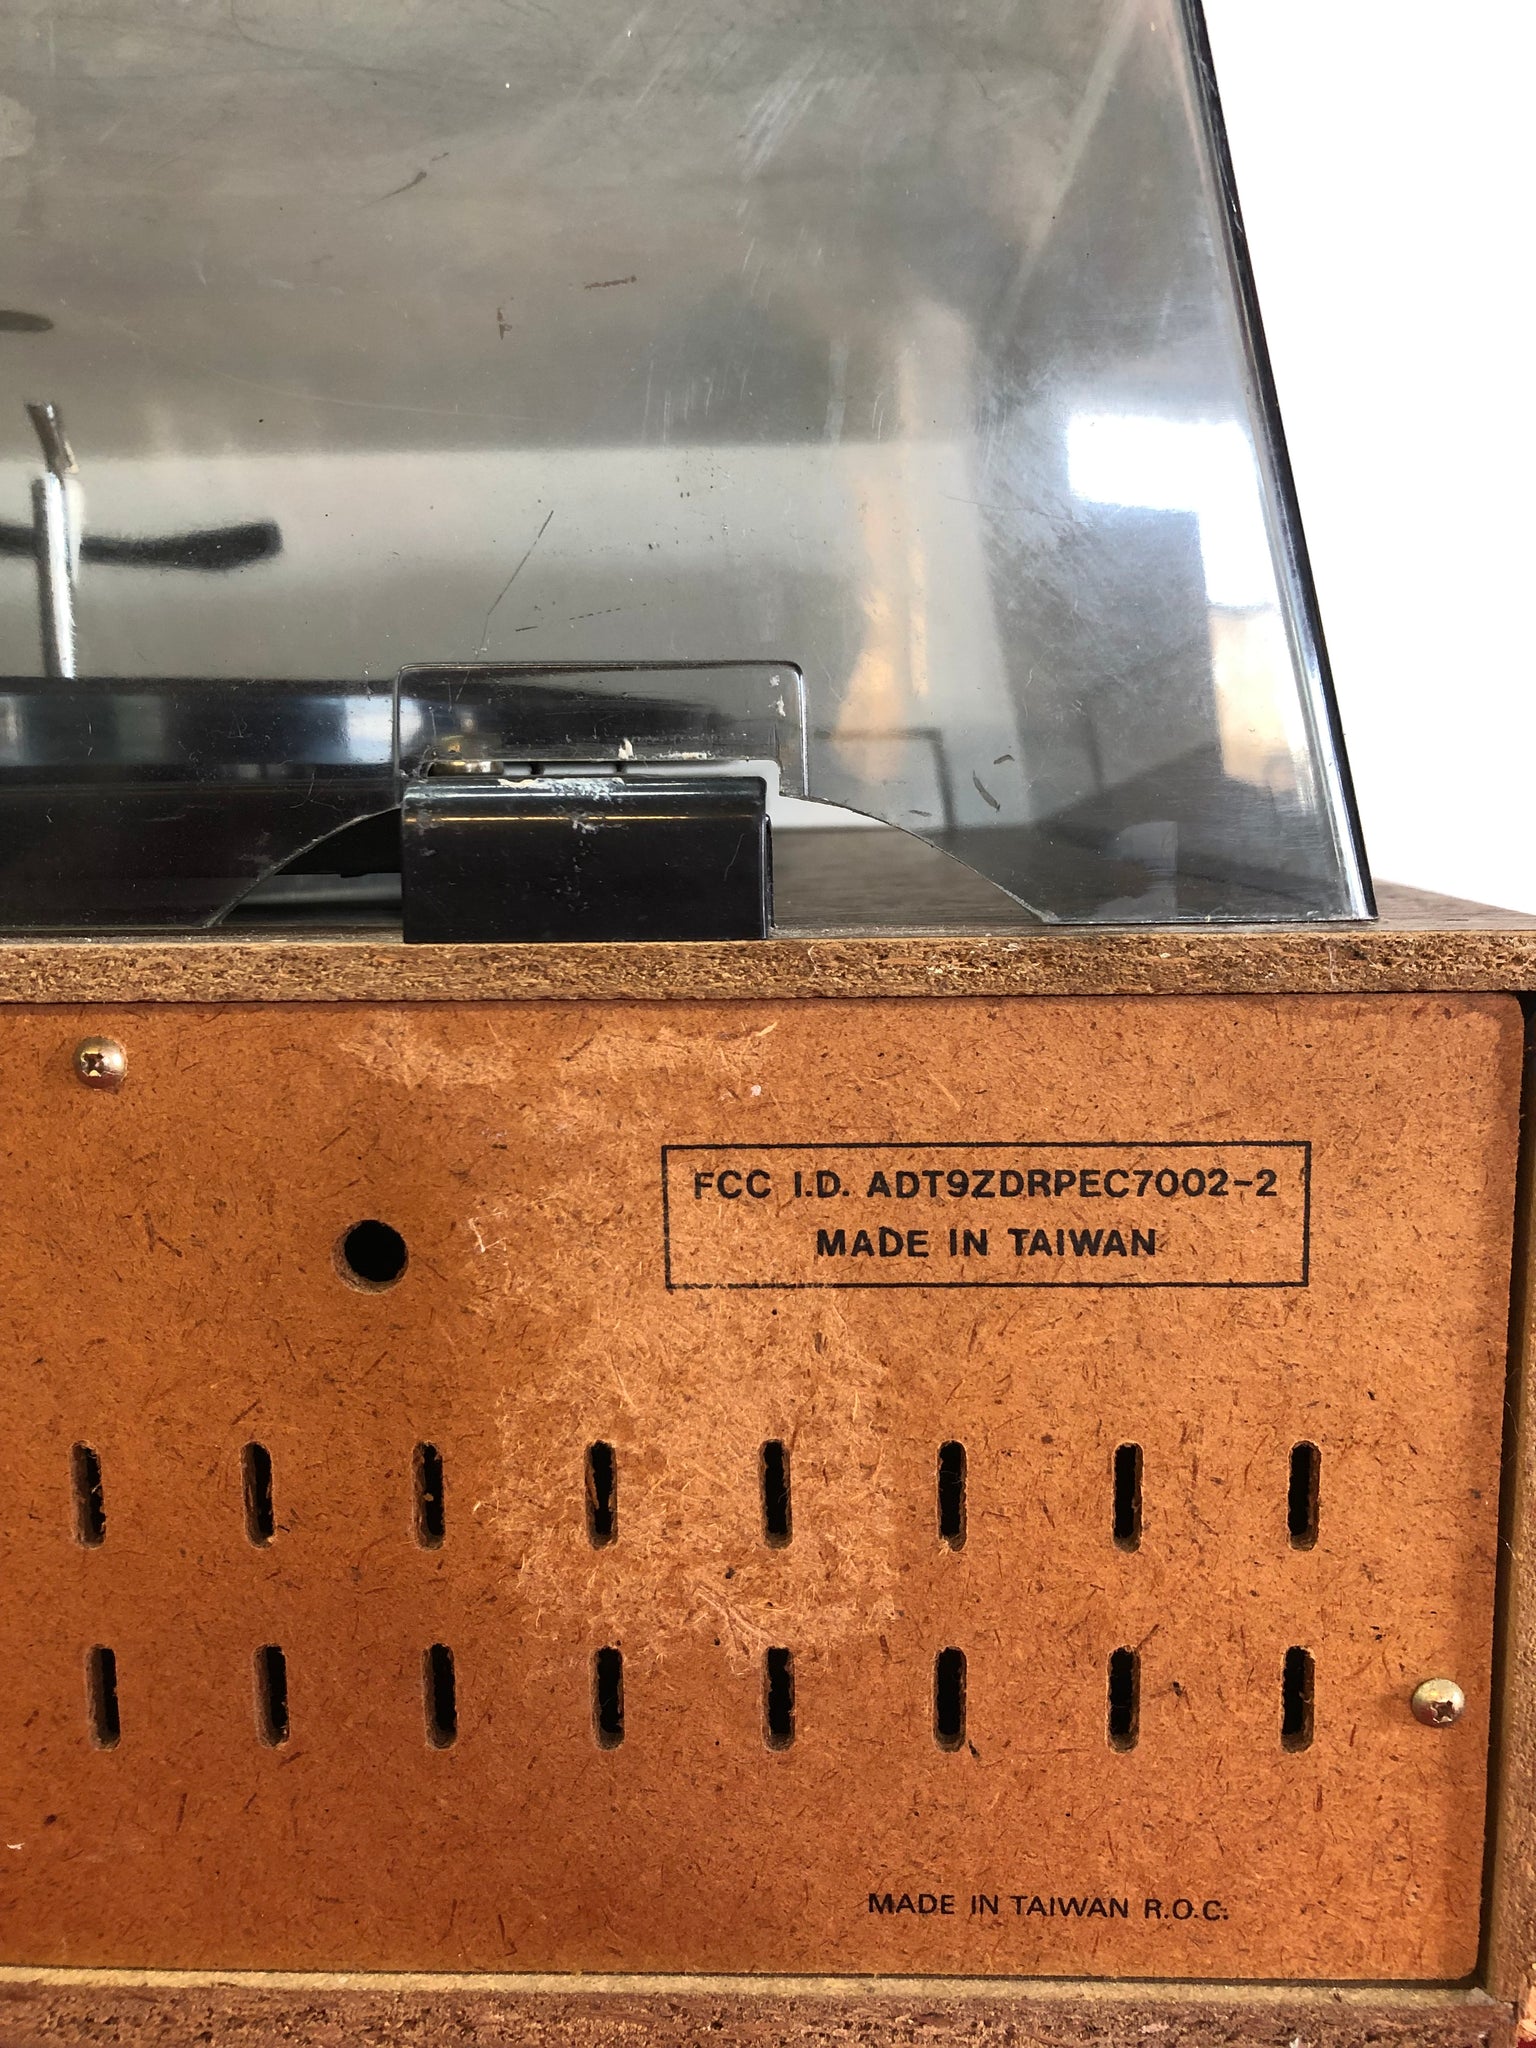 FCC I.D. ADT9ZDRPEC7002-2
MADE IN TAIWAN
MADE IN TAIWAN R.O.C.